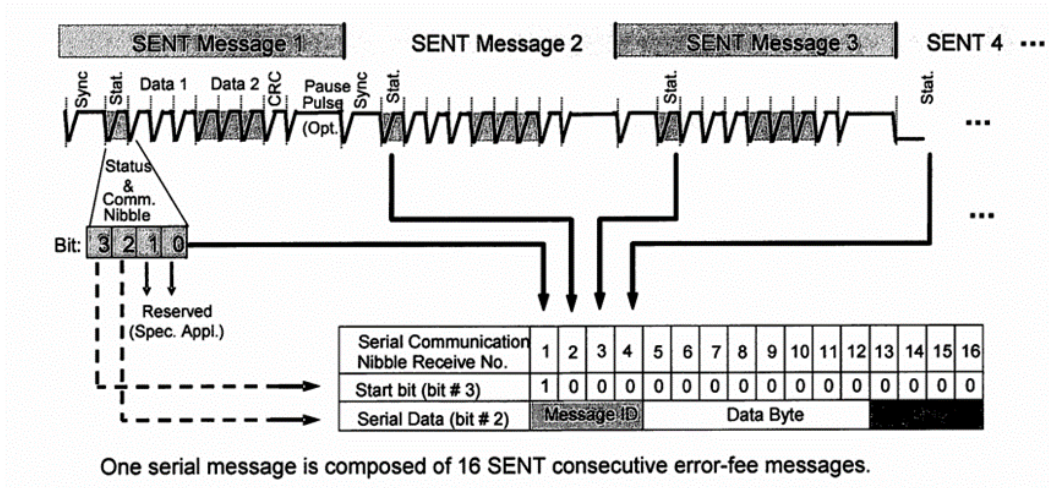 SENT Message 1 SENT Message 2 SENT Message 3 SENT 4 ...
Sync Stat. Data 1 Data 2 CRC Pause Pulse (Opt. Sync Stat. Stat. Stat.
...
Status
&
Comm.
Nibble
...
Bit: 3 2 1 0
Reserved
(Spec. Appl.)
Serial Communication
Nibble Receive No. 1 2 3 4 5 6 7 8 9 10 11 12 13 14 15 16
Start bit (bit # 3) 1 0 0 0 0 0 0 0 0 0 0 0 0 0 0 0
Serial Data (bit # 2) Message ID Data Byte
One serial message is composed of 16 SENT consecutive error-fee messages.